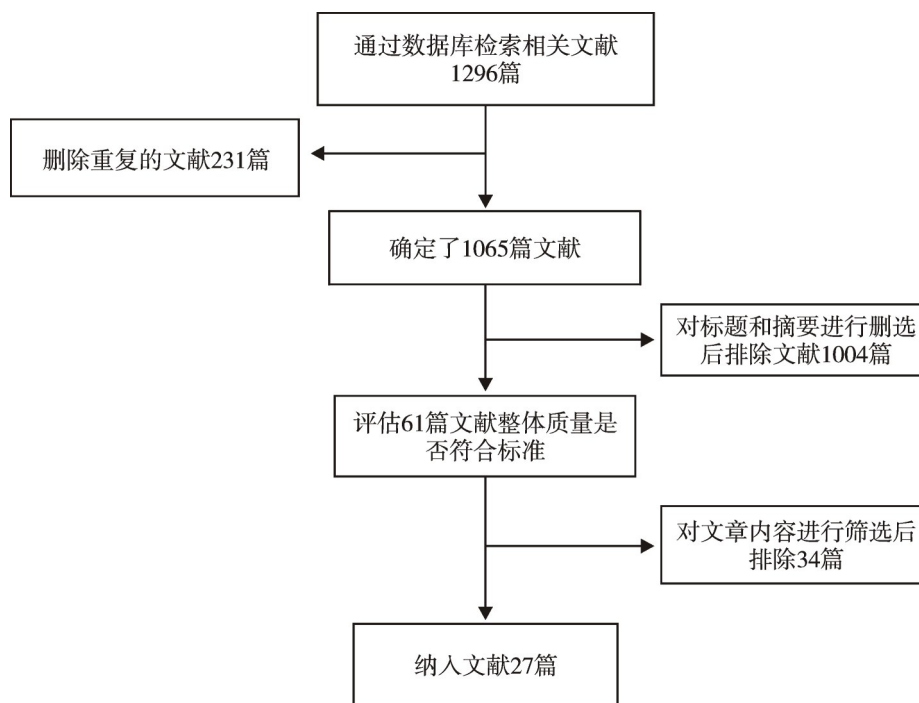 通过数据库检索相关文献
1296篇
删除重复的文献231篇
确定了1065篇文献
对标题和摘要进行删选
后排除文献1004篇
评估61篇文献整体质量是
否符合标准
对文章内容进行筛选后
排除34篇
纳入文献27篇